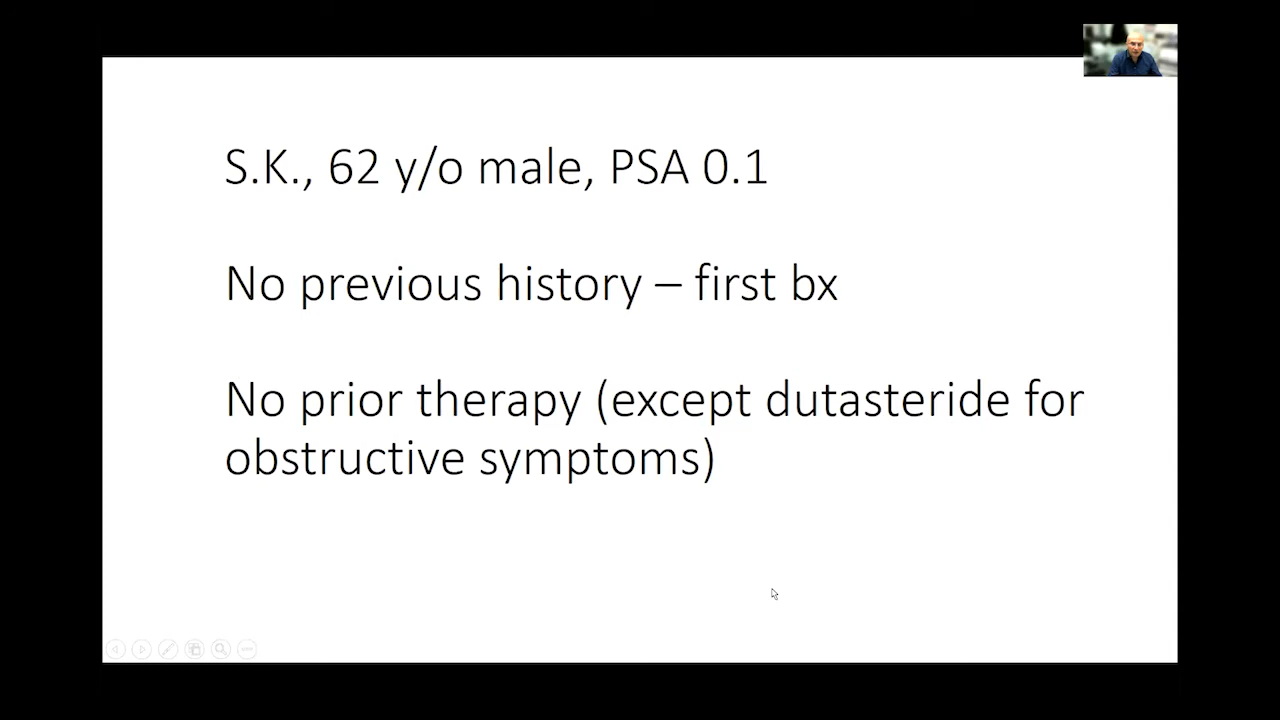 S.K., 62 y/o male, PSA 0.1
No previous history – first bx
No prior therapy (except dutasteride for
obstructive symptoms)